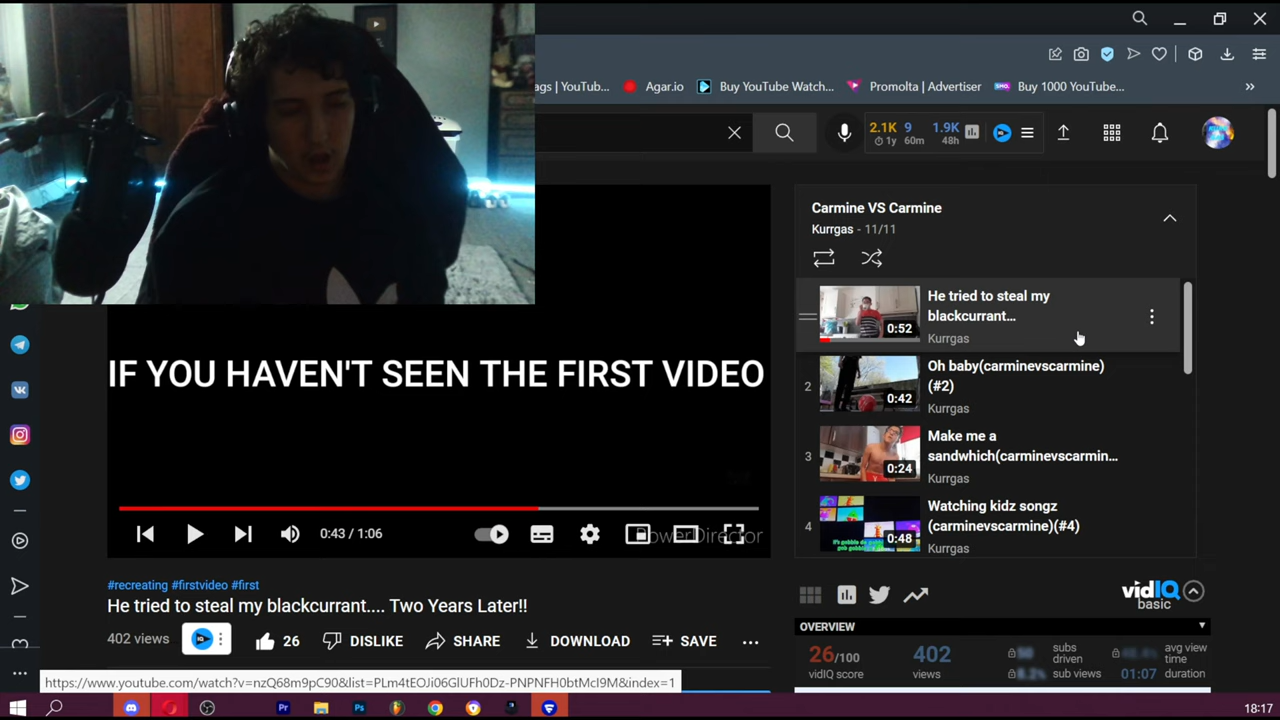 ags | YouTub...
Agar.io
Buy YouTube Watch...
Promolta | Advertiser
Buy 1000 YouTube...
»
2.1K 9 1.9K
1y 60m 48h
Carmine VS Carmine
Kurrgas - 11/11
He tried to steal my
blackcurrant...
Kurrgas
0:52
2
Oh baby(carminevscarmine)
(#2)
Kurrgas
0:42
3
Make me a
sandwhich(carminevscarmin...
Kurrgas
0:24
4
Watching kidz songz
(carminevscarmine)(#4)
Kurrgas
0:48
IF YOU HAVEN'T SEEN THE FIRST VIDEO
0:43 / 1:06
PowerDirector
#recreating #firstvideo #first
He tried to steal my blackcurrant.... Two Years Later!!
402 views
26
DISLIKE
SHARE
DOWNLOAD
SAVE
vidIQ
basic
OVERVIEW
26/100
vidIQ score
402
views
subs
driven
sub views
avg view
time
01:07 duration
https://www.youtube.com/watch?v=nzQ68m9pC90&list=PLm4tEOJi06GlUFh0Dz-PNPNFH0btMcI9M&index=1
18:17